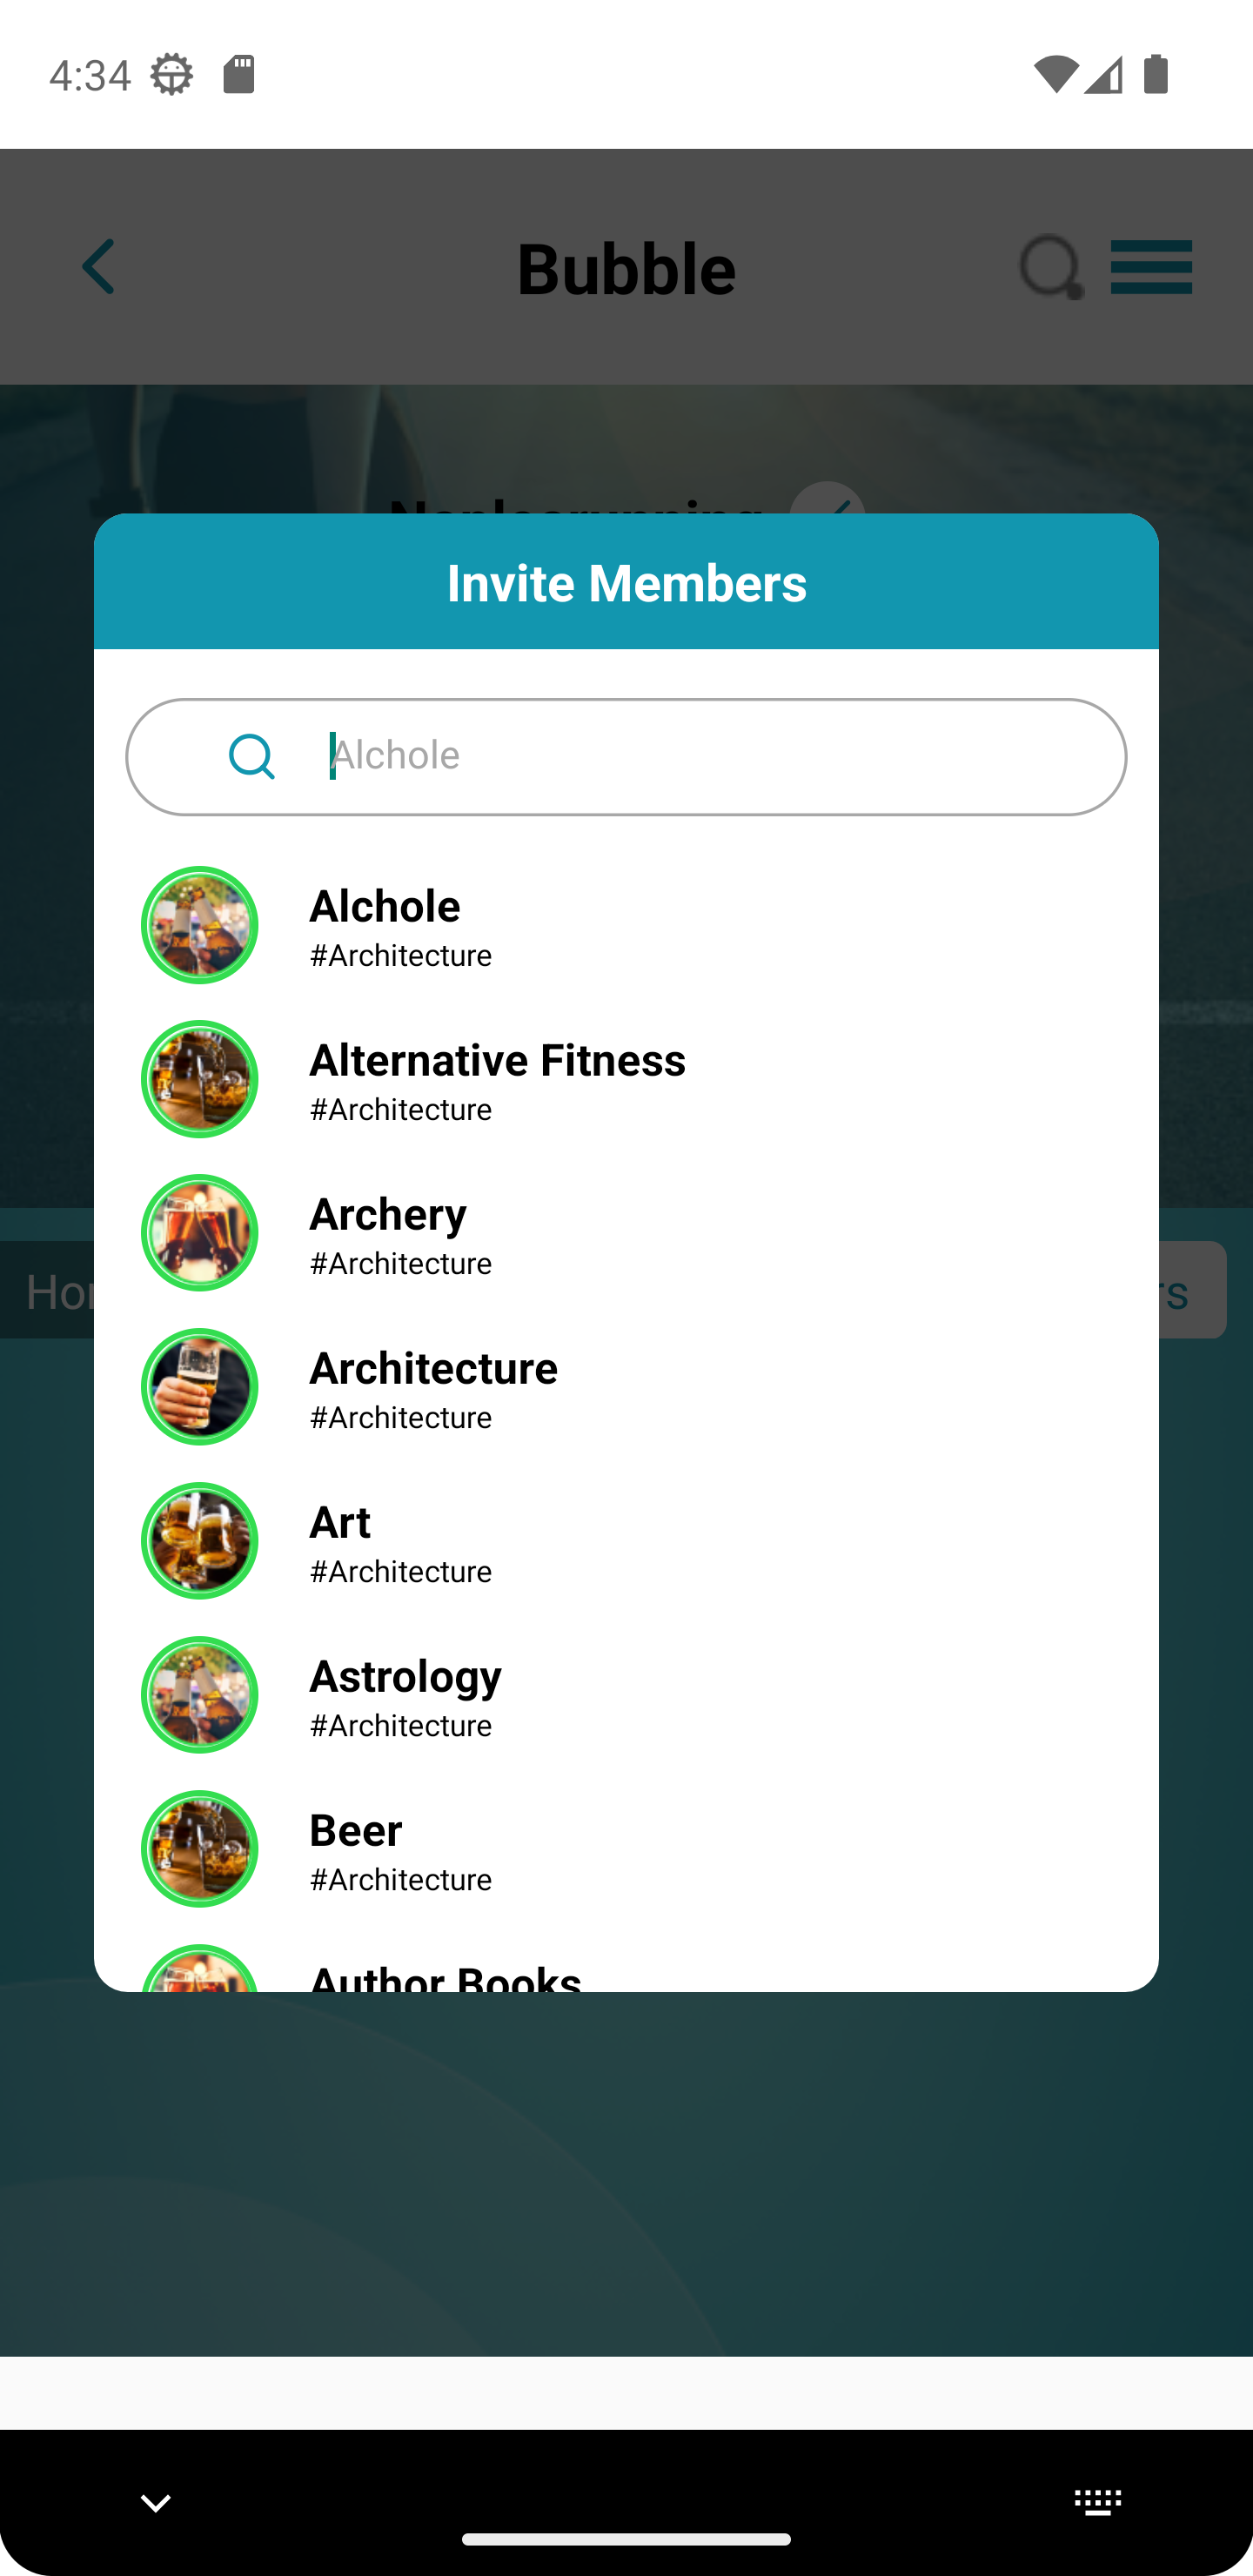 4:34
Bubble
Invite Members
Alchole
Alchole
#Architecture
Alternative Fitness
#Architecture
Archery
#Architecture
Architecture
#Architecture
Art
#Architecture
Astrology
#Architecture
Beer
#Architecture
Author Books